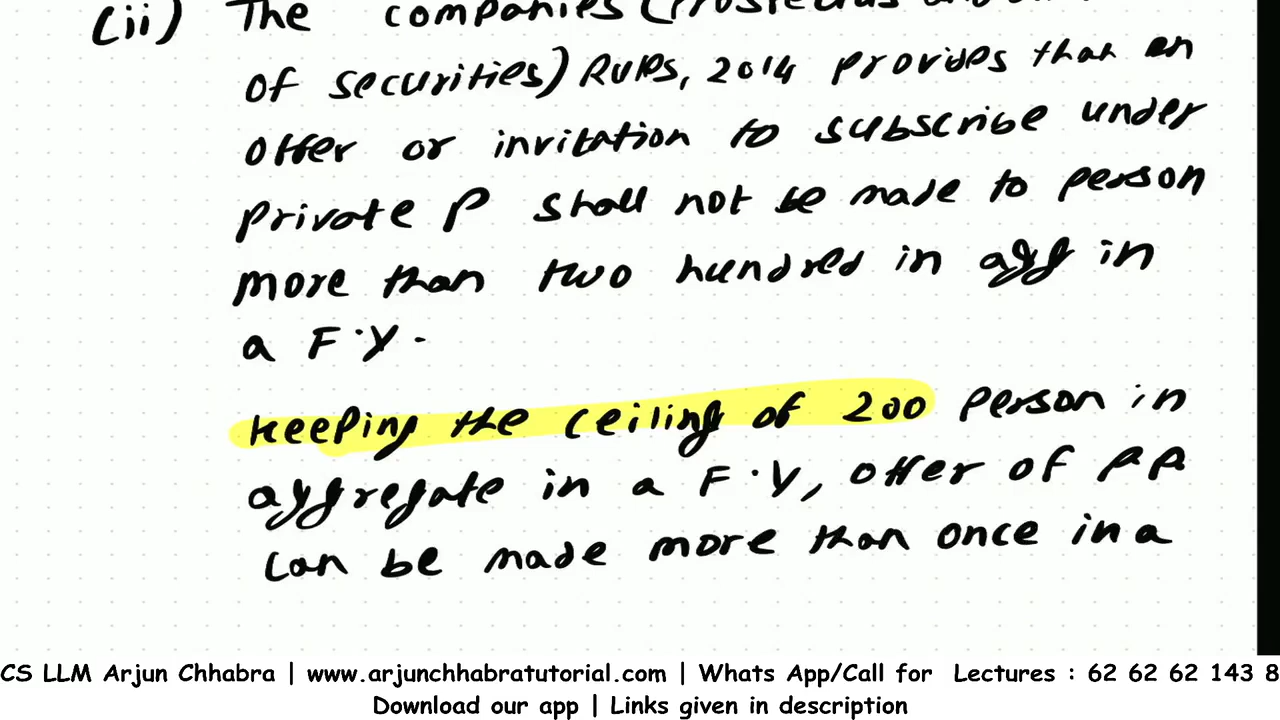 (ii) The companies (Prospectus
of securities) Rules, 2014 provides that an
offer or invitation to subscribe under
private P shall not be made to person
more than two hundred in agg in
a F.Y.
keeping the ceiling of 200 person in
aggregate in a F.Y, offer of PP
can be made more than once in a
CS LLM Arjun Chhabra | www.arjunchhabratutorial.com | Whats App/Call for Lectures : 62 62 62 143 8
Download our app | Links given in description